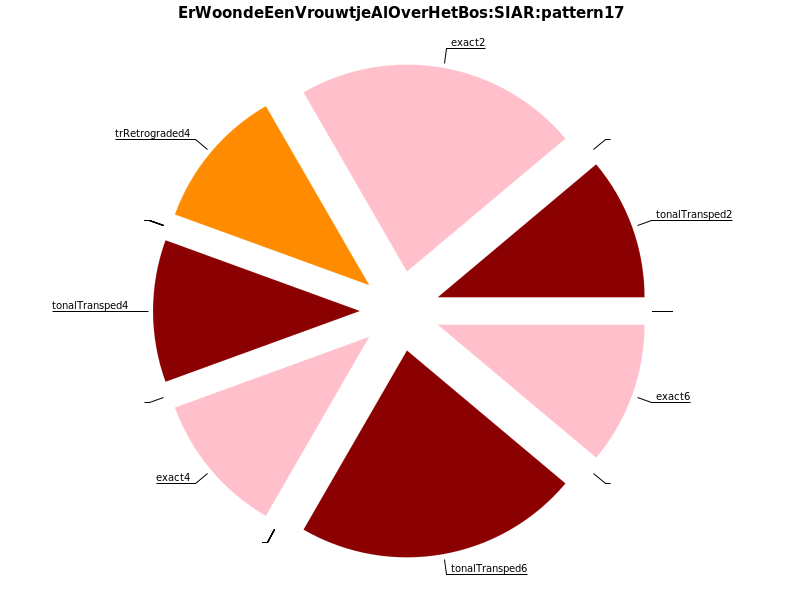 ErWoondeEenVrouwtjeAlOverHetBos:SIAR:pattern17
exact2
trRetrograded4
tonalTransped2
tonalTransped4
exact6
exact4
tonalTransped6